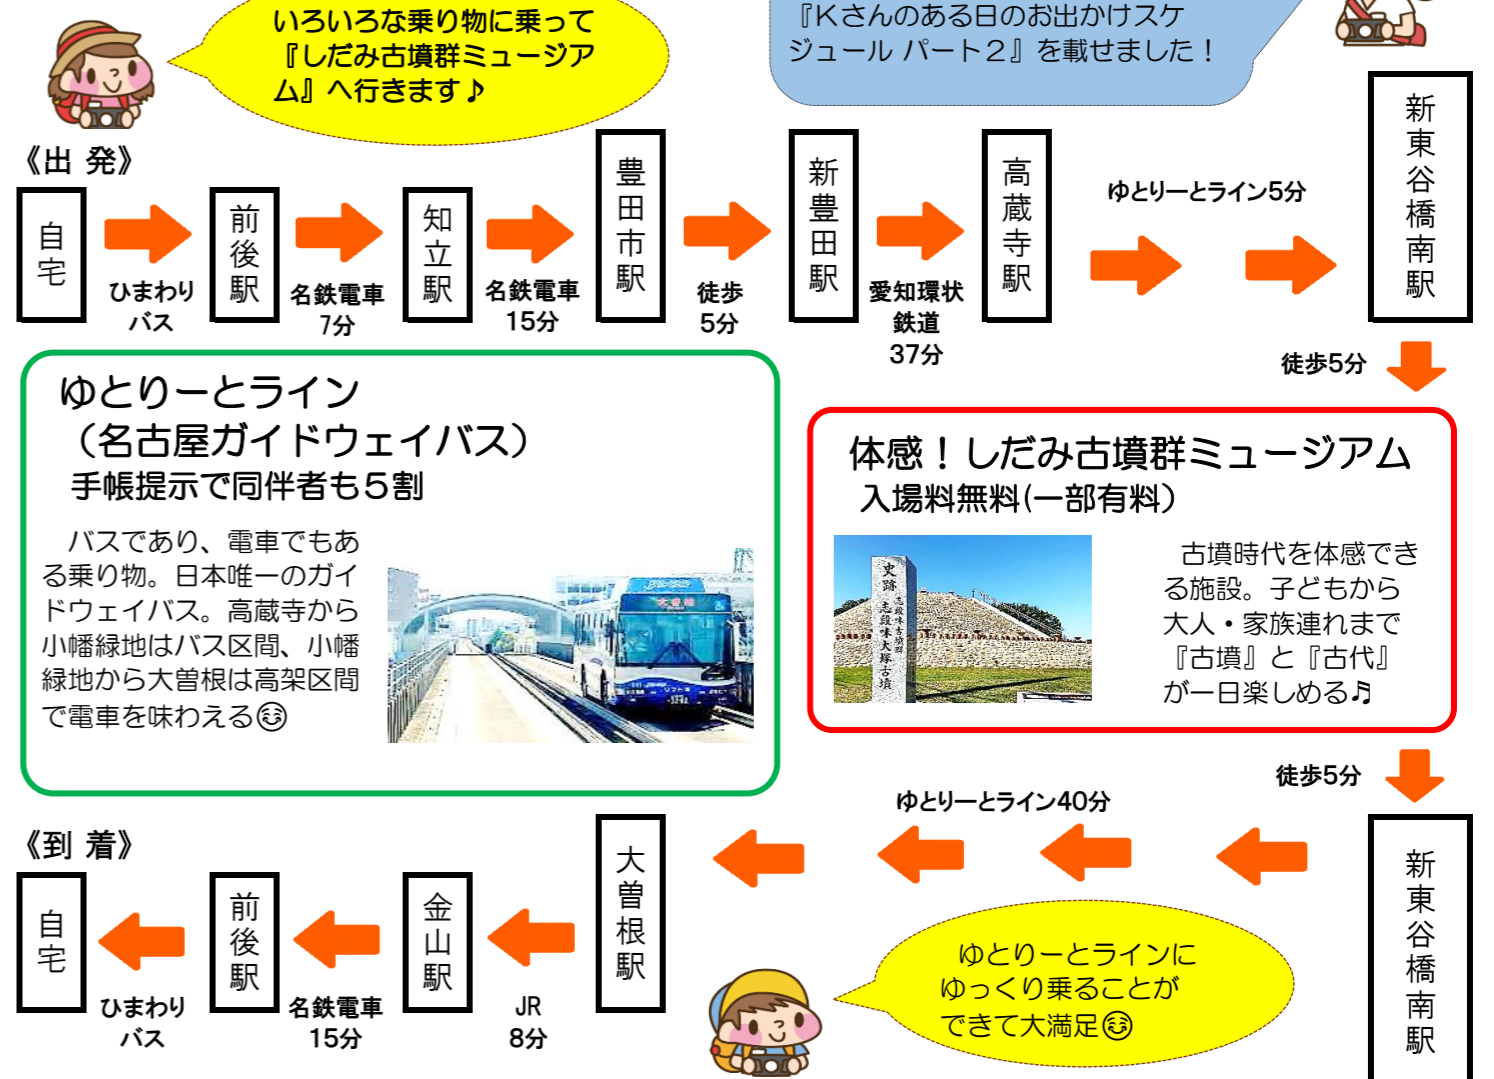 いろいろな乗り物に乗って
『しだみ古墳群ミュージア
ム』へ行きます♪
『Kさんのある日のお出かけスケ
ジュール パート２』を載せました！
《出 発》
自宅
ひまわり
バス
前後駅
名鉄電車
7分
知立駅
名鉄電車
15分
豊田市駅
徒歩
5分
新豊田駅
愛知環状
鉄道
37分
高蔵寺駅
ゆとりーとライン5分
新東谷橋南駅
徒歩5分
ゆとりーとライン
（名古屋ガイドウェイバス）
手帳提示で同伴者も５割
バスであり、電車でもあ
る乗り物。日本唯一のガイ
ドウェイバス。高蔵寺から
小幡緑地はバス区間、小幡
緑地から大曽根は高架区間
で電車を味わえる
体感！しだみ古墳群ミュージアム
入場料無料(一部有料）
史跡 志段味古墳群
志段味大塚古墳
古墳時代を体感でき
る施設。子どもから
大人・家族連れまで
『古墳』と『古代』
が一日楽しめる♬
徒歩5分
新東谷橋南駅
ゆとりーとライン40分
大曽根駅
JR
8分
金山駅
名鉄電車
15分
前後駅
ひまわり
バス
自宅
《到 着》
ゆとりーとラインに
ゆっくり乗ることが
できて大満足